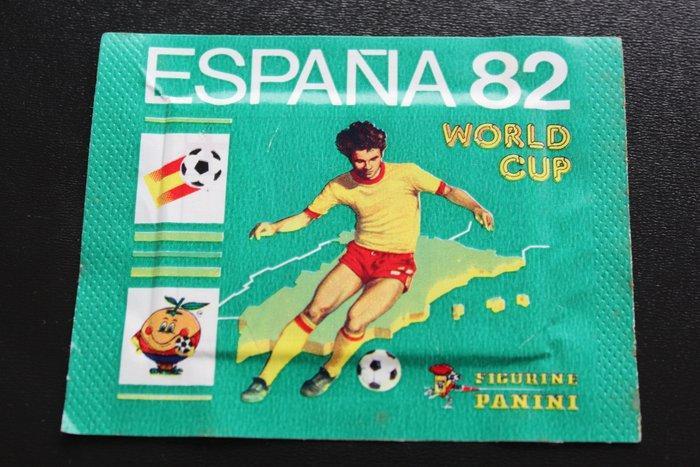 ESPAÑA 82
WORLD
CUP
FIGURINE
PANINI